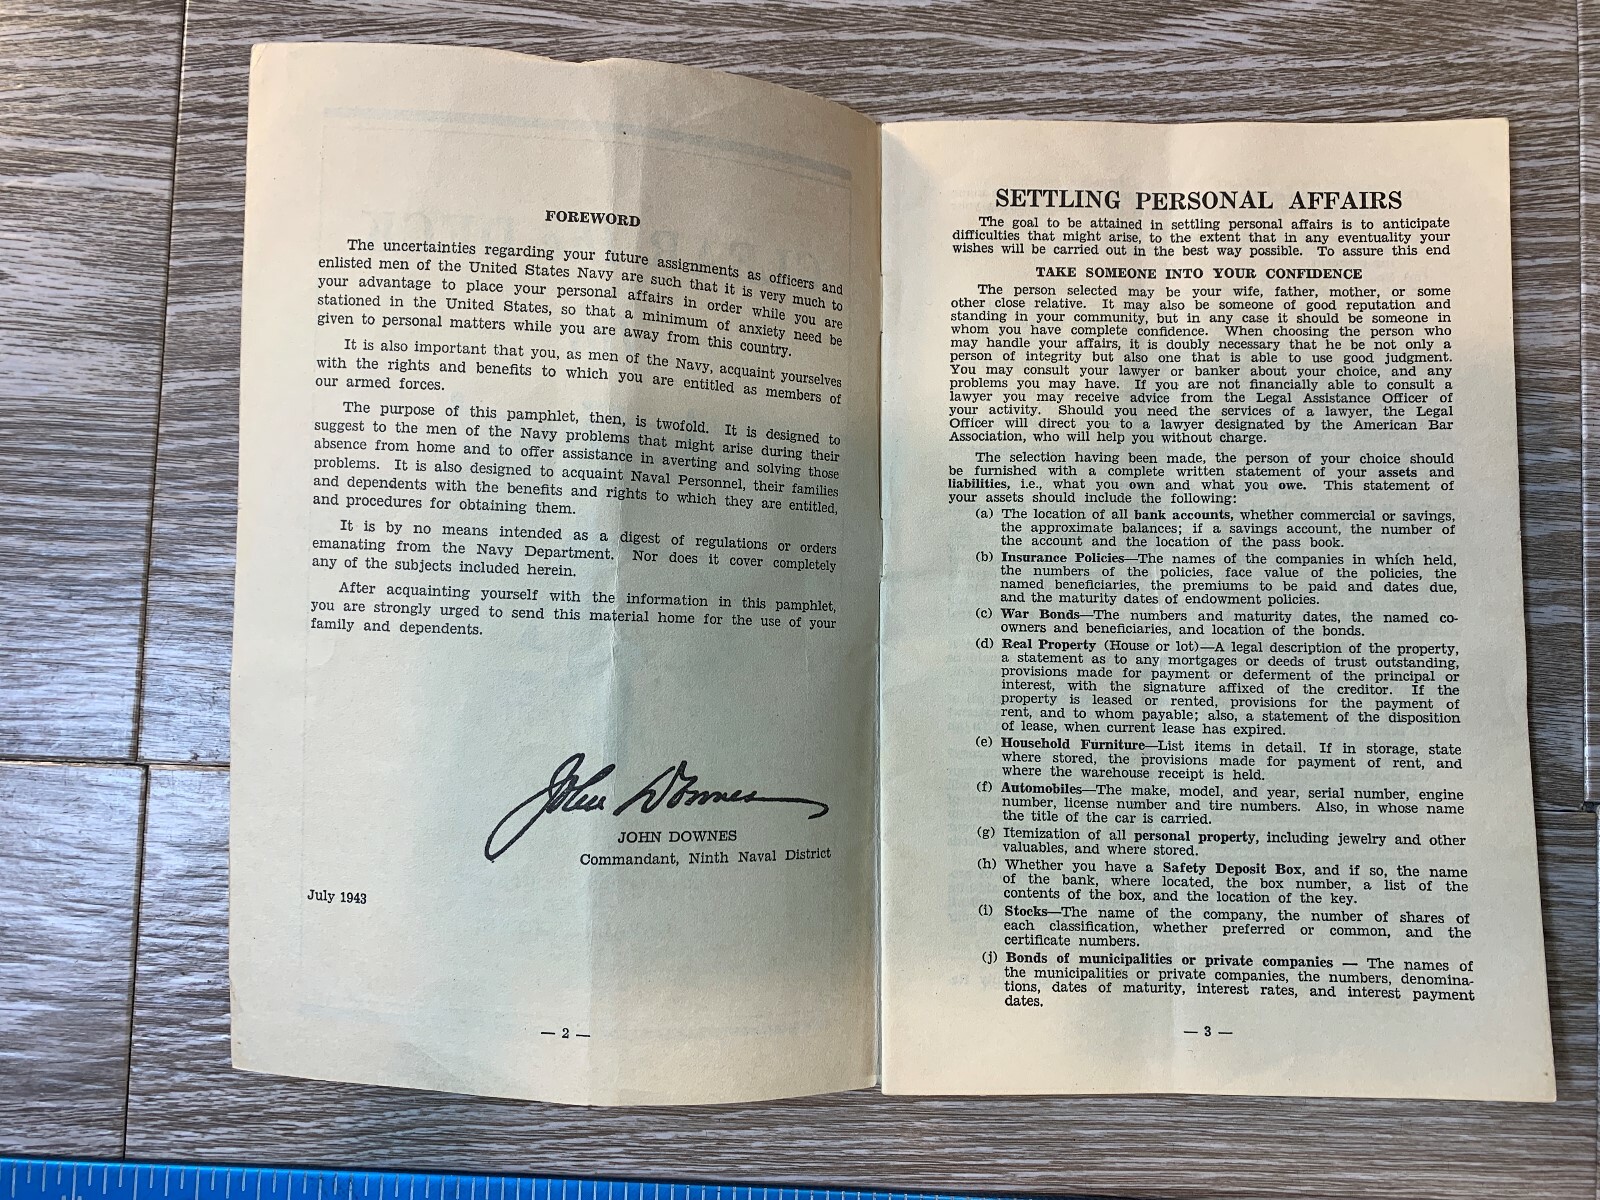 FOREWORD
The uncertainties regarding your future assignments as officers and
enlisted men of the United States Navy are such that it is very much to
your advantage to place your personal affairs in order while you are
stationed in the United States, so that a minimum of anxiety need be
given to personal matters while you are away from this country.
It is also important that you, as men of the Navy, acquaint yourselves
with the rights and benefits to which you are entitled as members of
our armed forces.
The purpose of this pamphlet, then, is twofold. It is designed to
suggest to the men of the Navy problems that might arise during their
absence from home and to offer assistance in averting and solving those
problems. It is also designed to acquaint Naval Personnel, their families
and dependents with the benefits and rights to which they are entitled,
and procedures for obtaining them.
It is by no means intended as a digest of regulations or orders
emanating from the Navy Department. Nor does it cover completely
any of the subjects included herein.
After acquainting yourself with the information in this pamphlet,
you are strongly urged to send this material home for the use of your
family and dependents.
John Downes
JOHN DOWNES
Commandant, Ninth Naval District
July 1943
— 2 —
SETTLING PERSONAL AFFAIRS
The goal to be attained in settling personal affairs is to anticipate
difficulties that might arise, to the extent that in any eventuality your
wishes will be carried out in the best way possible. To assure this end
TAKE SOMEONE INTO YOUR CONFIDENCE
The person selected may be your wife, father, mother, or some
other close relative. It may also be someone of good reputation and
standing in your community, but in any case it should be someone in
whom you have complete confidence. When choosing the person who
may handle your affairs, it is doubly necessary that he be not only a
person of integrity but also one that is able to use good judgment.
You may consult your lawyer or banker about your choice, and any
problems you may have. If you are not financially able to consult a
lawyer you may receive advice from the Legal Assistance Officer of
your activity. Should you need the services of a lawyer, the Legal
Officer will direct you to a lawyer designated by the American Bar
Association, who will help you without charge.
The selection having been made, the person of your choice should
be furnished with a complete written statement of your assets and
liabilities, i.e., what you own and what you owe. This statement of
your assets should include the following:
(a) The location of all bank accounts, whether commercial or savings,
the approximate balances; if a savings account, the number of
the account and the location of the pass book.
(b) Insurance Policies—The names of the companies in which held,
the numbers of the policies, face value of the policies, the
named beneficiaries, the premiums to be paid and dates due,
and the maturity dates of endowment policies.
(c) War Bonds—The numbers and maturity dates, the named co-
owners and beneficiaries, and location of the bonds.
(d) Real Property (House or lot)—A legal description of the property,
a statement as to any mortgages or deeds of trust outstanding,
provisions made for payment or deferment of the principal or
interest, with the signature affixed of the creditor. If the
property is leased or rented, provisions for the payment of
rent, and to whom payable; also, a statement of the disposition
of lease, when current lease has expired.
(e) Household Furniture—List items in detail. If in storage, state
where stored, the provisions made for payment of rent, and
where the warehouse receipt is held.
(f) Automobiles—The make, model, and year, serial number, engine
number, license number and tire numbers. Also, in whose name
the title of the car is carried.
(g) Itemization of all personal property, including jewelry and other
valuables, and where stored.
(h) Whether you have a Safety Deposit Box, and if so, the name
of the bank, where located, the box number, a list of the
contents of the box, and the location of the key.
(i) Stocks—The name of the company, the number of shares of
each classification, whether preferred or common, and the
certificate numbers.
(j) Bonds of municipalities or private companies — The names of
the municipalities or private companies, the numbers, denomina-
tions, dates of maturity, interest rates, and interest payment
dates.
— 3 —